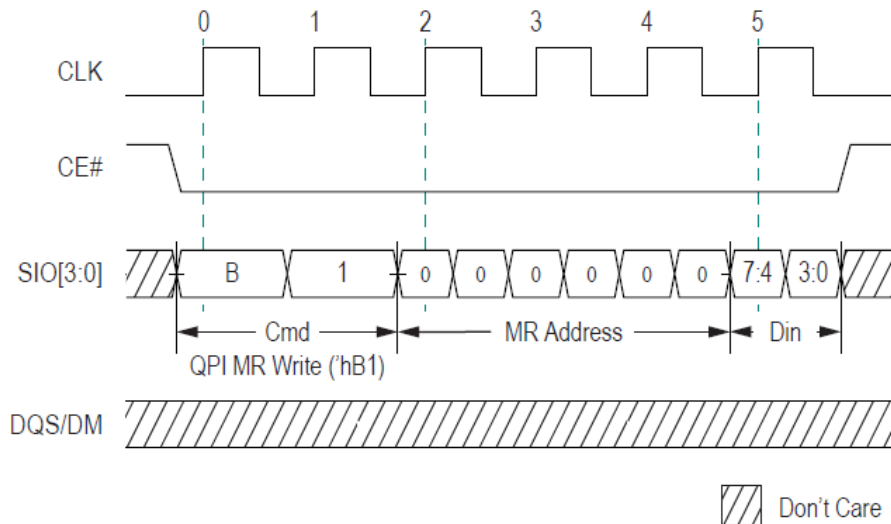 0 1 2 3 4 5
CLK
CE#
SIO[3:0] B 1 0 0 0 0 0 0 7:4 3:0
Cmd MR Address Din
QPI MR Write ('hB1)
DQS/DM
Don't Care